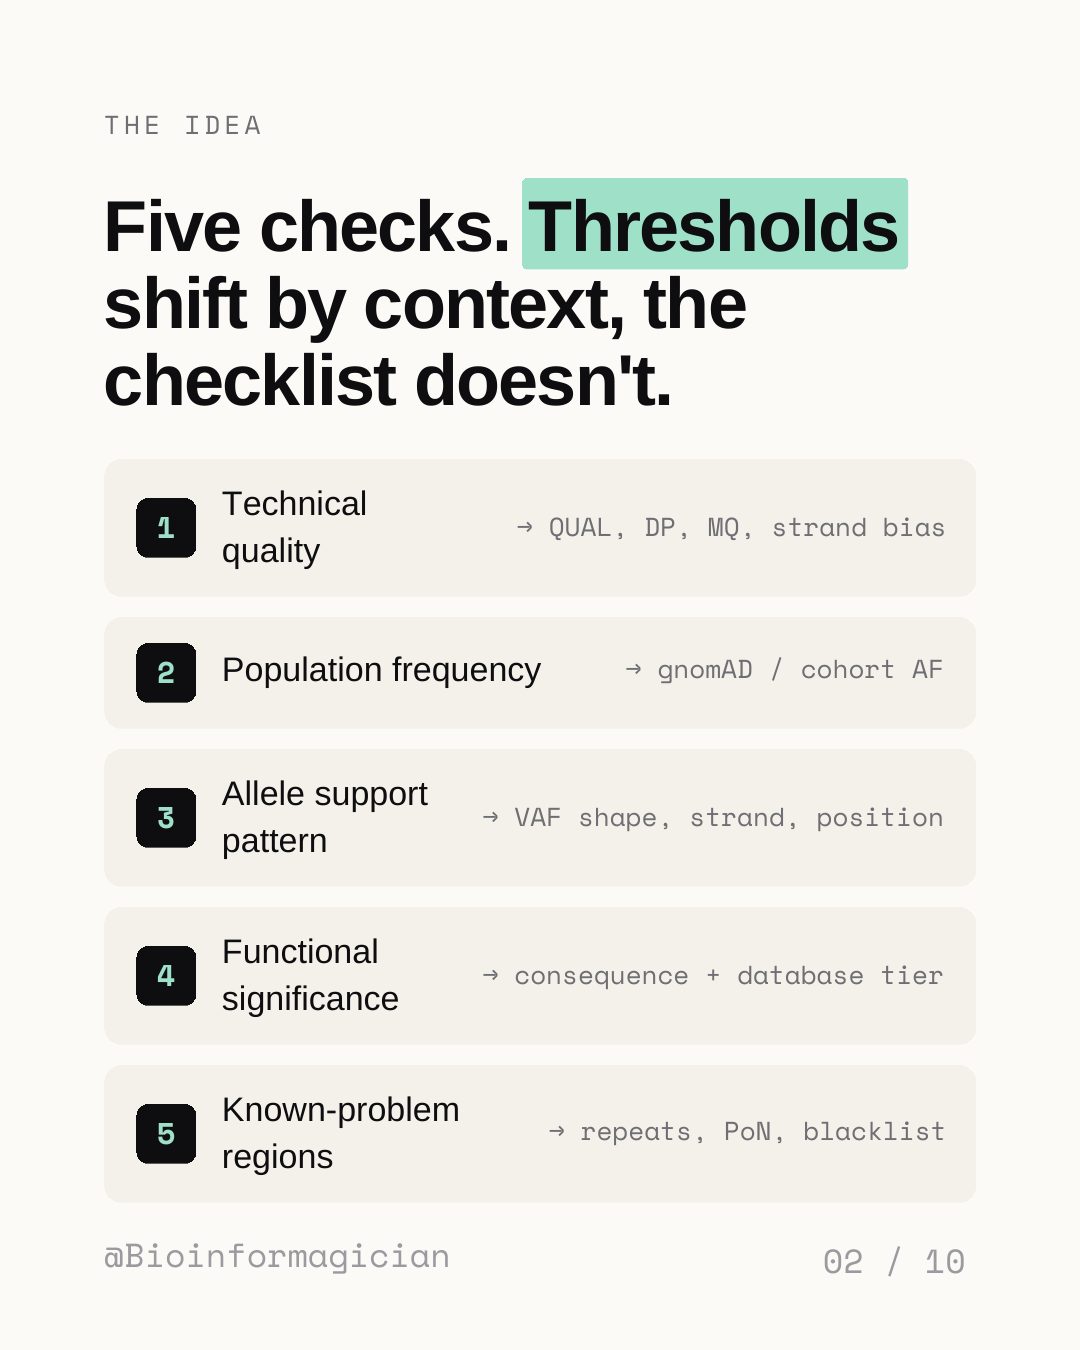 THE IDEA
Five checks. Thresholds
shift by context, the
checklist doesn't.
1
Technical
quality
→ QUAL, DP, MQ, strand bias
2
Population frequency
→ gnomAD / cohort AF
3
Allele support
pattern
→ VAF shape, strand, position
4
Functional
significance
→ consequence + database tier
5
Known-problem
regions
→ repeats, PoN, blacklist
@Bioinformagician
02 / 10